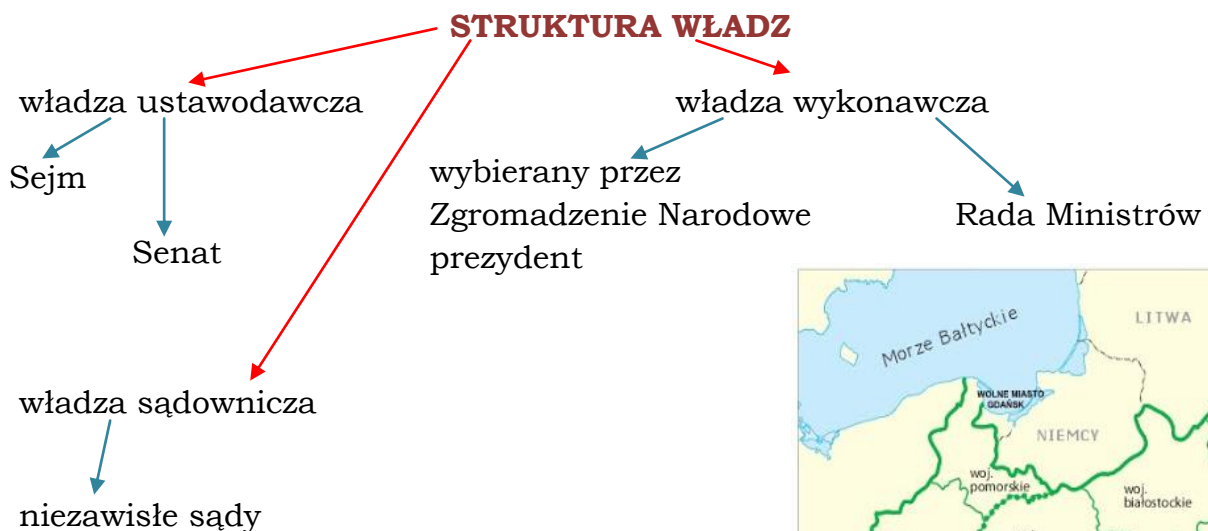 STRUKTURA WŁADZ
władza ustawodawcza
władza wykonawcza
Sejm
Senat
wybierany przez
Zgromadzenie Narodowe
prezydent
Rada Ministrów
władza sądownicza
niezawisłe sądy
Morze Bałtyckie
LITWA
WOLNE MIASTO
GDAŃSK
NIEMCY
woj.
pomorskie
woj.
białostockie